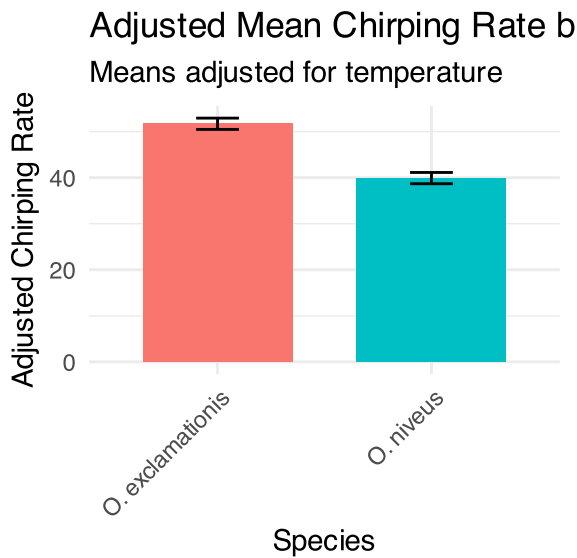 Adjusted Mean Chirping Rate b
Means adjusted for temperature
Adjusted Chirping Rate
40
20
0
O. exclamationis
O. niveus
Species